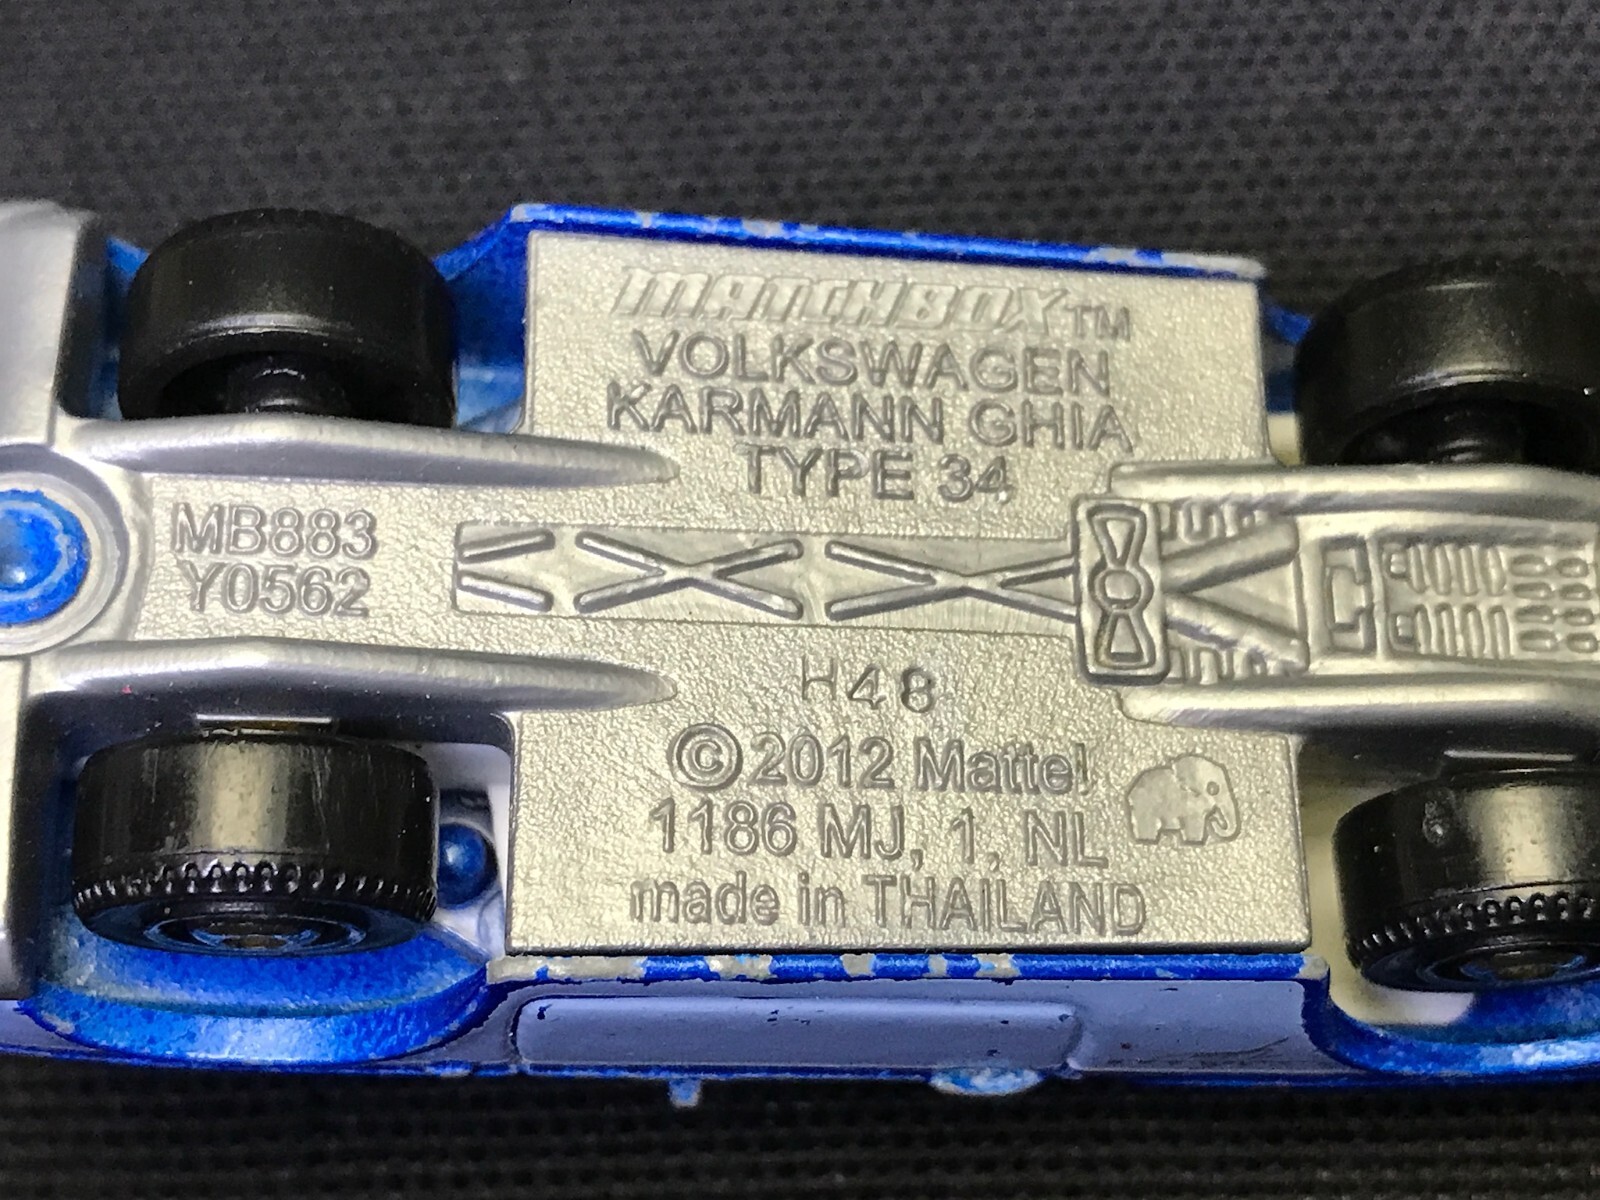 MATCHBOX™
VOLKSWAGEN
KARMANN GHIA
TYPE 34
MB883
Y0562
H48
©2012 Mattel
1186 MJ, 1, NL
made in THAILAND